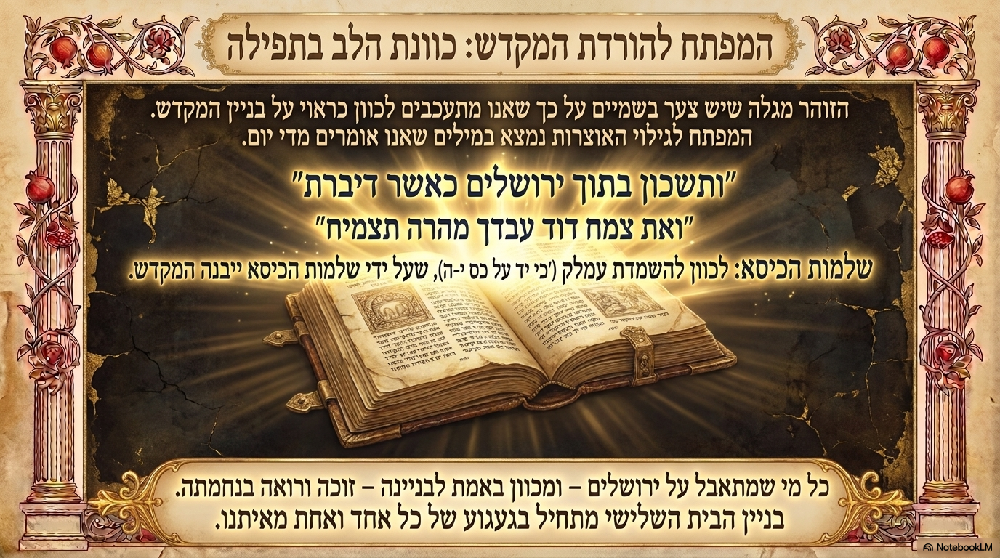 המפתח להורדת המקדש: כוונת הלב בתפילה
הזוהר מגלה שיש צער בשמיים על כך שאנו מתעכבים לכוון כראוי על בניין המקדש.
המפתח לגילוי האוצרות נמצא במילים שאנו אומרים מדי יום.
"ותשכון בתוך ירושלים כאשר דיברת"
"ואת צמח דוד עבדך מהרה תצמיח"
שלמות הכיסא: לכוון להשמדת עמלק ('כי יד על כס י-ה), שעל ידי שלמות הכיסא ייבנה המקדש.
כל מי שמתאבל על ירושלים – ומכוון באמת לבניינה – זוכה ורואה בנחמתה.
בניין הבית השלישי מתחיל בגעגוע של כל אחד ואחת מאיתנו.
NotebookLM